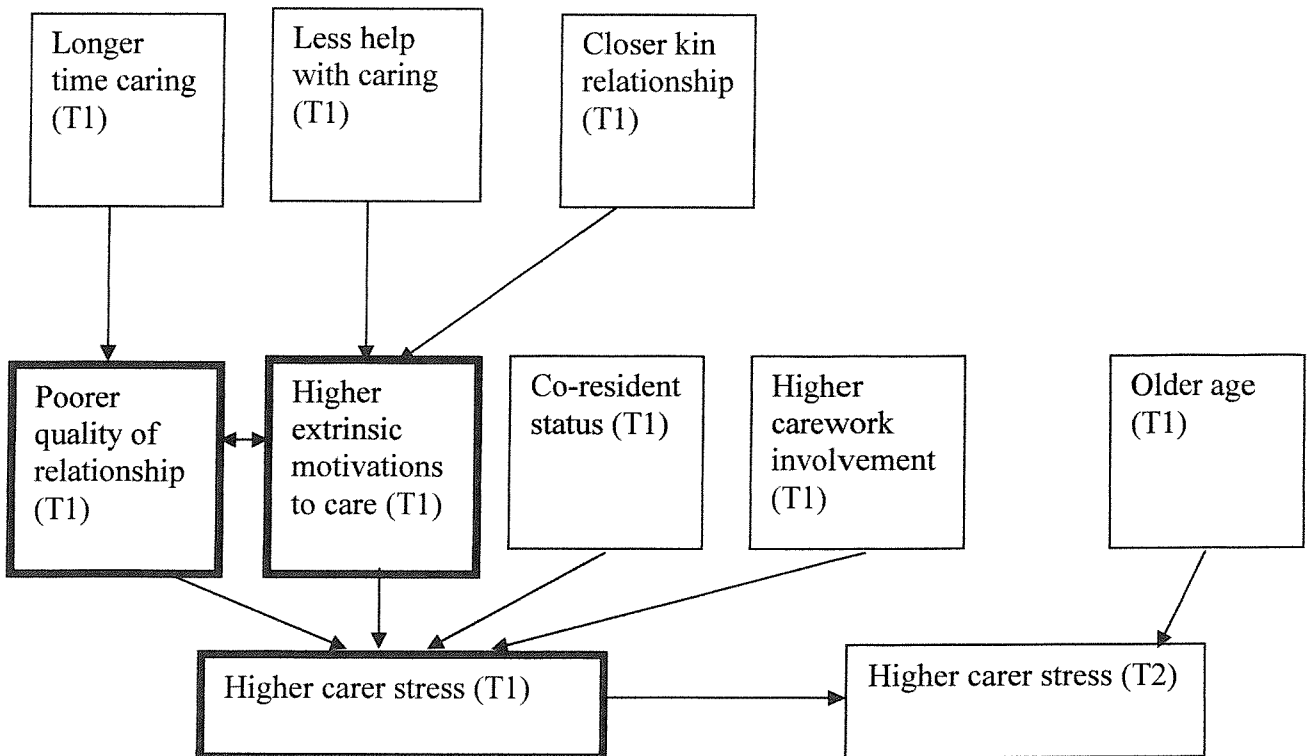 Longer
time caring
(T1)
Less help
with caring
(T1)
Closer kin
relationship
(T1)
Poorer
quality of
relationship
(T1)
Higher
extrinsic
motivations
to care (T1)
Co-resident
status (T1)
Higher
carework
involvement
(T1)
Older age
(T1)
Higher carer stress (T1)
Higher carer stress (T2)